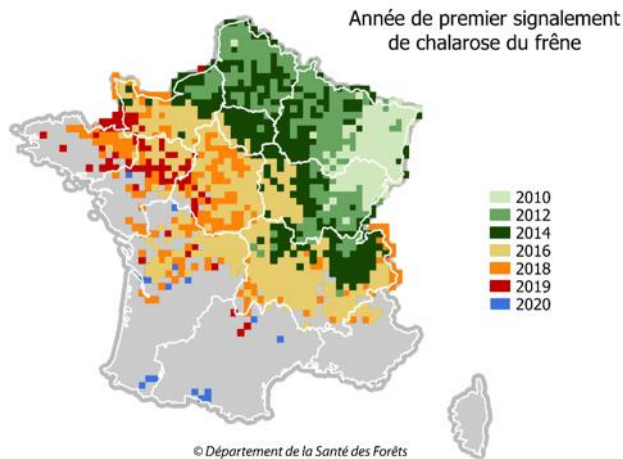 Année de premier signalement
de chalarose du frêne
2010
2012
2014
2016
2018
2019
2020
© Département de la Santé des Forêts